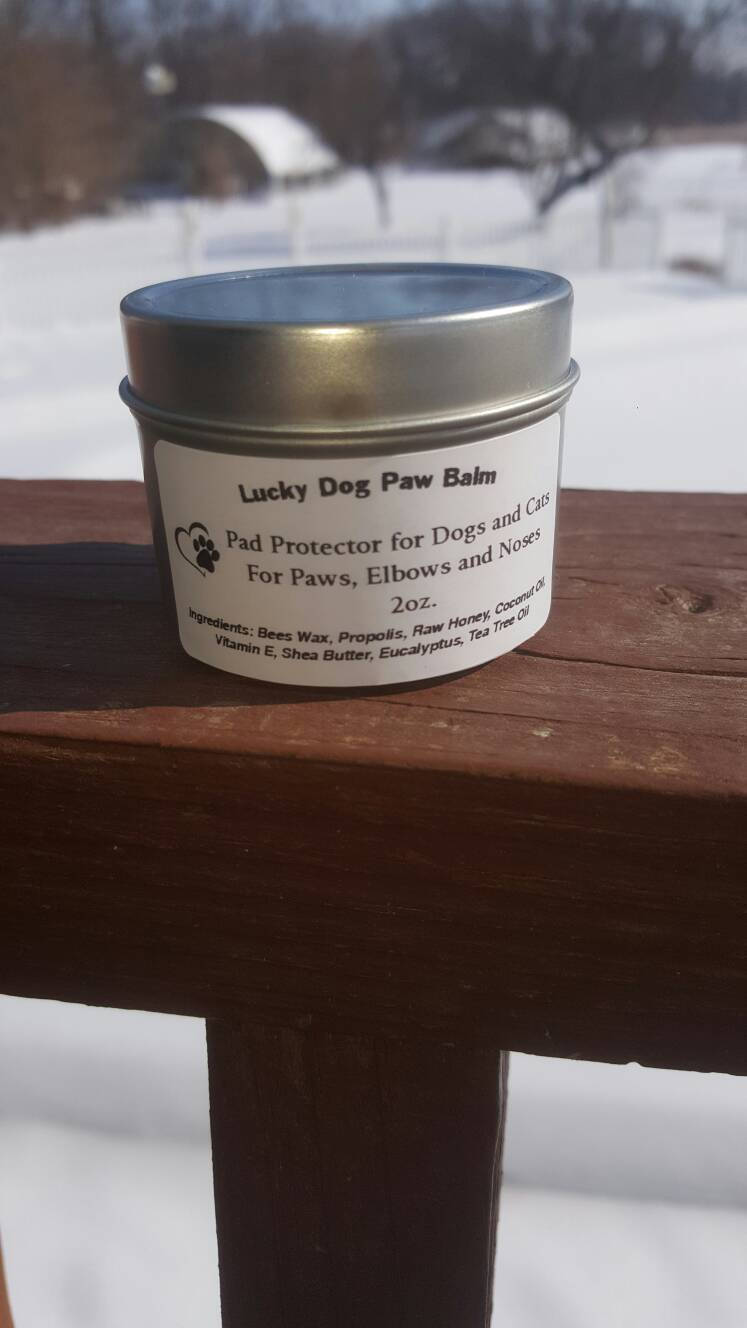 Lucky Dog Paw Balm
Pad Protector for Dogs and Cats
For Paws, Elbows and Noses
2oz.
Ingredients: Bees Wax, Propolis, Raw Honey, Coconut Oil,
Vitamin E, Shea Butter, Eucalyptus, Tea Tree Oil